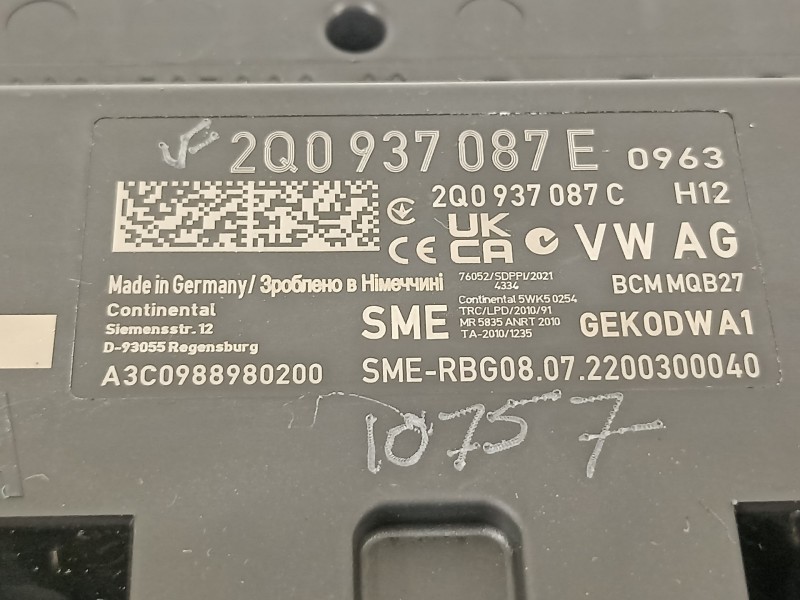 2Q0 937 087 E 0963
2Q0 937 087 C H12
CE UK CA VW AG
Made in Germany/ Зроблено в Німеччині 76052/SDPPI/2021 BCM MQB27
4334
Continental SME Continental 5WK5 0254 GEKODWA1
Siemensstr. 12 TRC/LPD/2010/91
D-93055 Regensburg MR 5835 ANRT 2010
TA-2010/1235
A3C0988980200 SME-RBG08.07.2200300040
10757